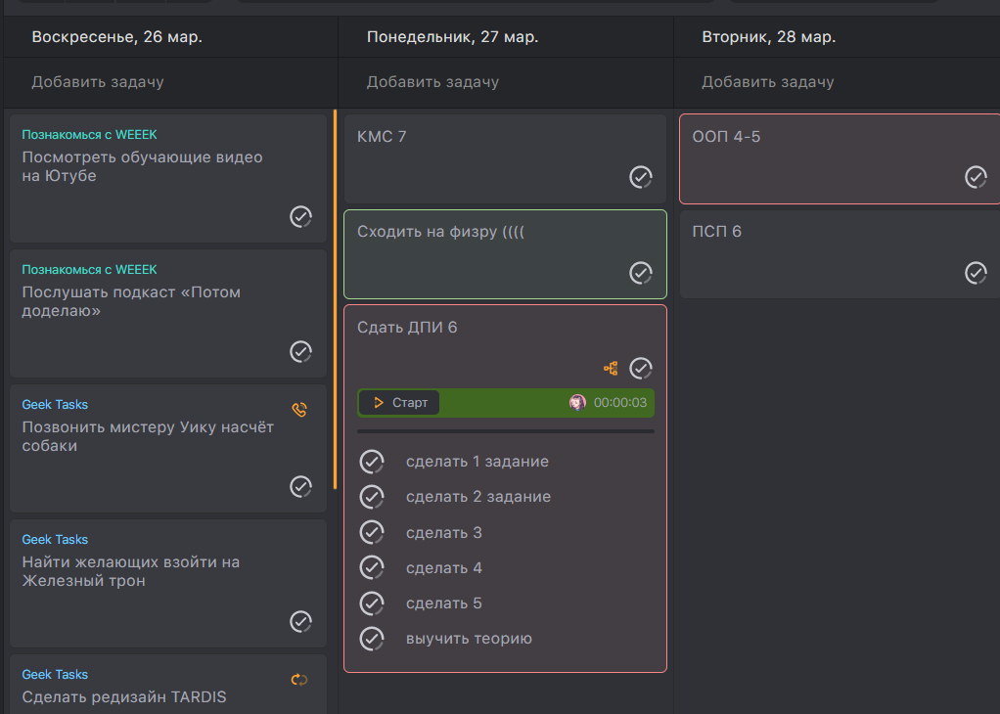 Воскресенье, 26 мар.
Добавить задачу
Познакомься с WEEEK
Посмотреть обучающие видео
на Ютубе
Познакомься с WEEEK
Послушать подкаст «Потом
доделаю»
Geek Tasks
Позвонить мистеру Уику насчёт
собаки
Geek Tasks
Найти желающих взойти на
Железный трон
Geek Tasks
Сделать редизайн TARDIS
Понедельник, 27 мар.
Добавить задачу
КМС 7
Сходить на физру ((((
Сдать ДПИ 6
Старт
00:00:03
сделать 1 задание
сделать 2 задание
сделать 3
сделать 4
сделать 5
выучить теорию
Вторник, 28 мар.
Добавить задачу
ООП 4-5
ПСП 6